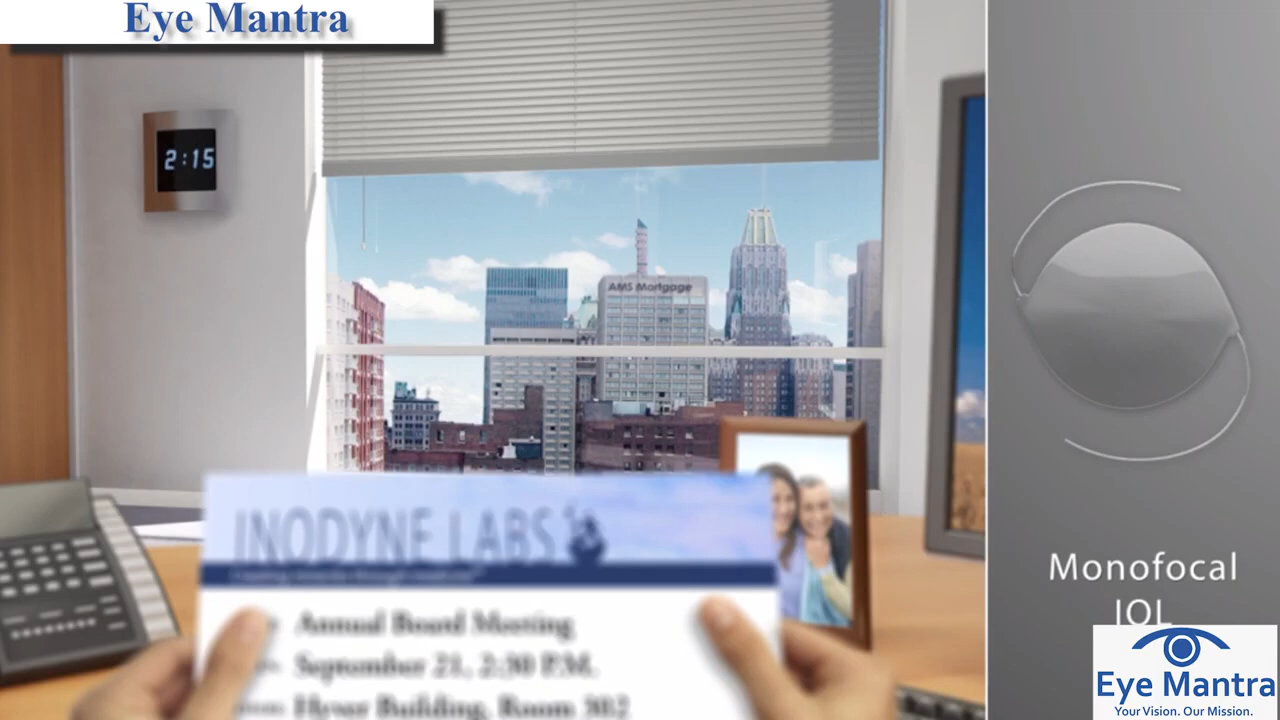 Eye Mantra
2:15
AMS Mortgage
INODYNE LABS
Annual Board Meeting
September 21, 2:30 P.M.
Hyser Building, Room 302
Monofocal
IOL
Eye Mantra
Your Vision. Our Mission.